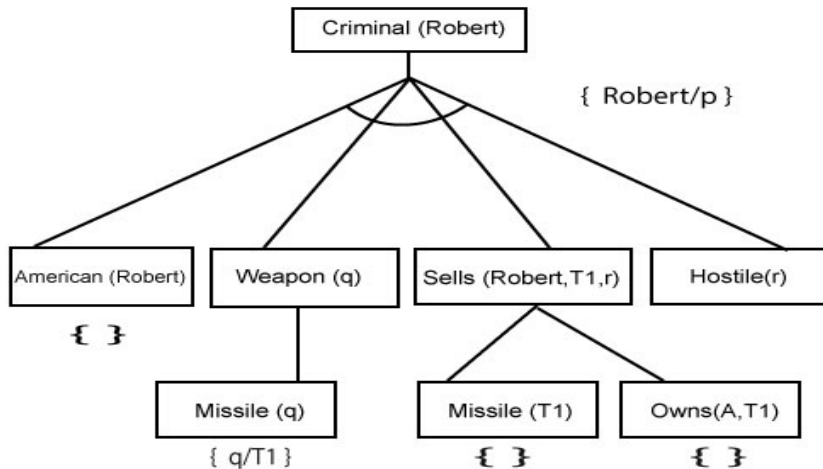 Criminal (Robert)
{ Robert/p }
American (Robert)
Weapon (q)
Sells (Robert,T1,r)
Hostile(r)
{ }
Missile (q)
Missile (T1)
Owns(A,T1)
{ q/T1 }
{ }
{ }